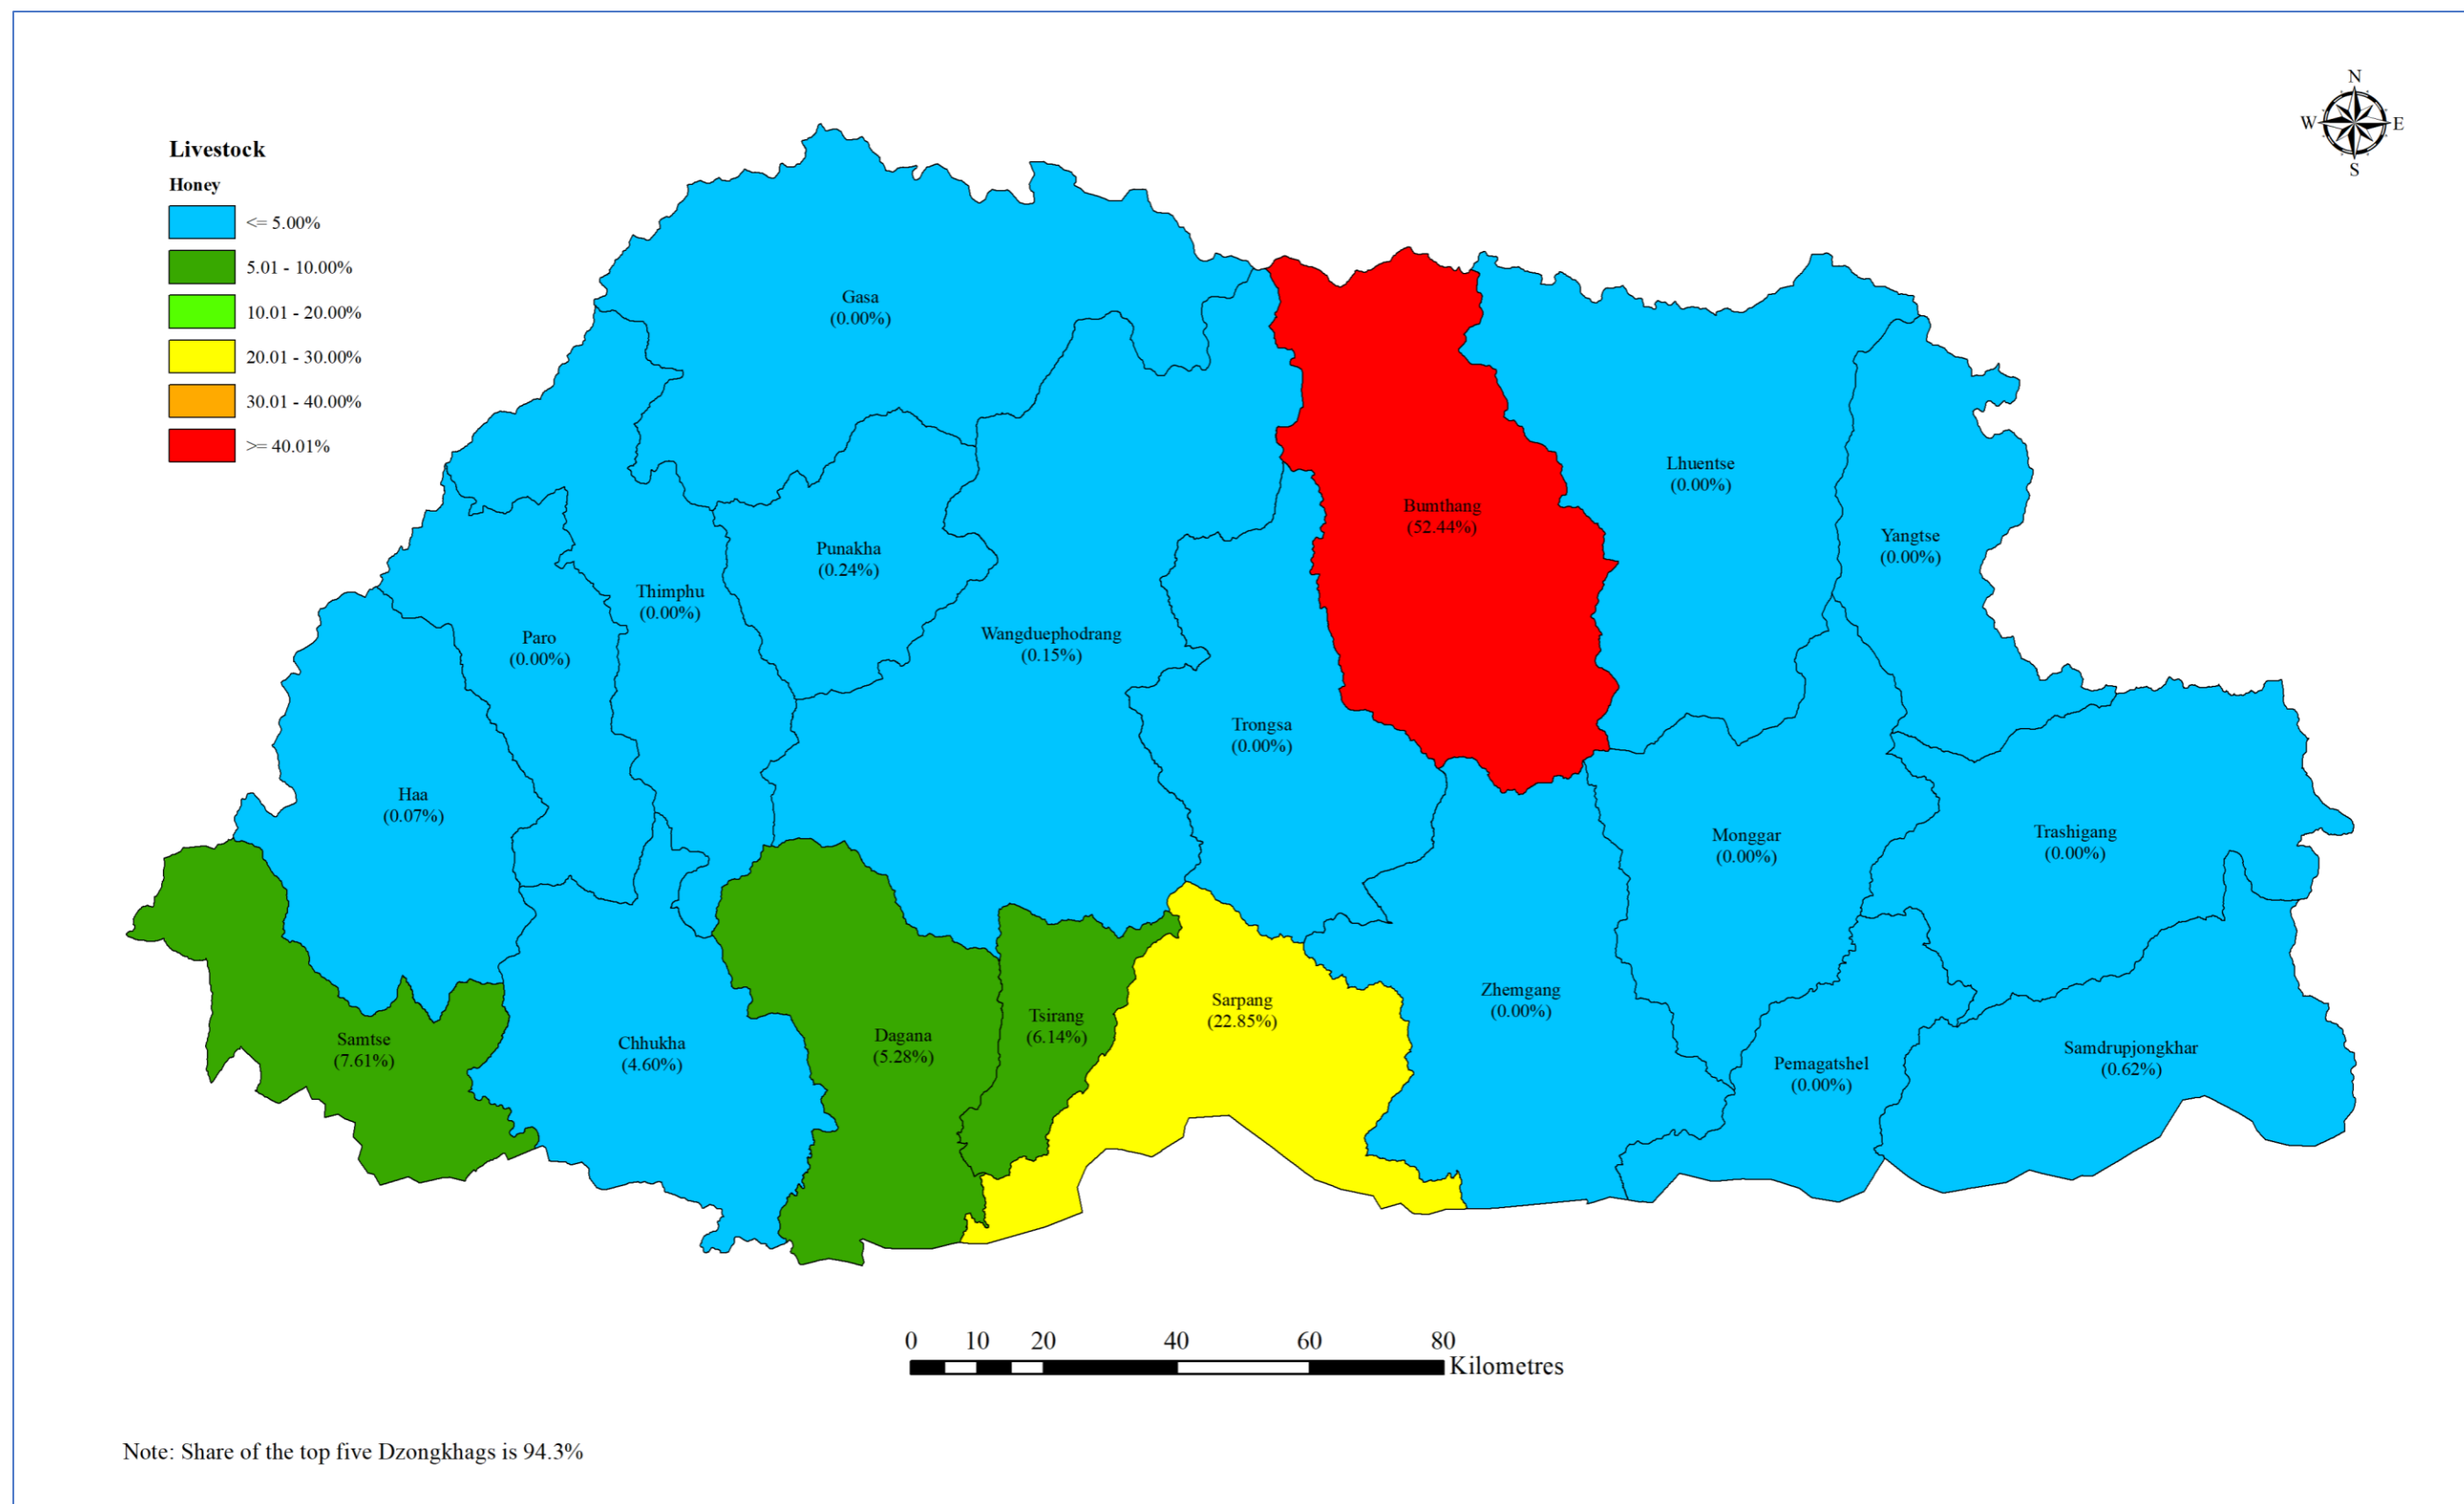 N
W
E
S
Livestock
Honey
<= 5.00%
5.01 - 10.00%
10.01 - 20.00%
20.01 - 30.00%
30.01 - 40.00%
>= 40.01%
Gasa
(0.00%)
Lhuentse
(0.00%)
Bumthang
(52.44%)
Yangtse
(0.00%)
Punakha
(0.24%)
Thimphu
(0.00%)
Paro
(0.00%)
Wangduephodrang
(0.15%)
Trongsa
(0.00%)
Haa
(0.07%)
Monggar
(0.00%)
Trashigang
(0.00%)
Zhemgang
(0.00%)
Sarpang
(22.85%)
Tsirang
(6.14%)
Dagana
(5.28%)
Samtse
(7.61%)
Chhukha
(4.60%)
Pemagatshel
(0.00%)
Samdrupjongkhar
(0.62%)
0 10 20 40 60 80
Kilometres
Note: Share of the top five Dzongkhags is 94.3%